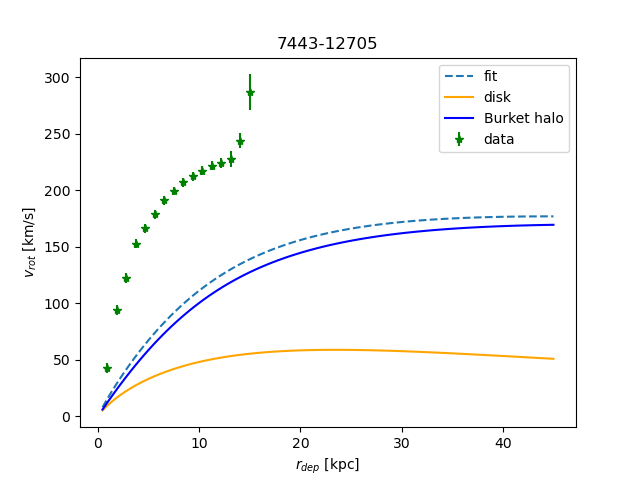 7443-12705
300
250
200
150
100
50
0
v_rot [km/s]
fit
disk
Burket halo
data
0 10 20 30 40
r_dep [kpc]